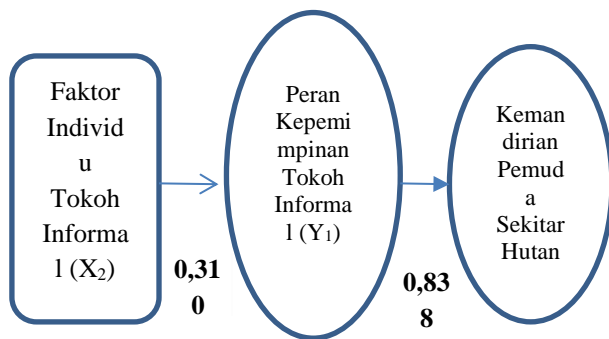 Faktor
Individ
u
Tokoh
Informa
l (X₂)
0,31
0
Peran
Kepemi
mpinan
Tokoh
Informa
l (Y₁)
0,83
8
Keman
dirian
Pemud
a
Sekitar
Hutan